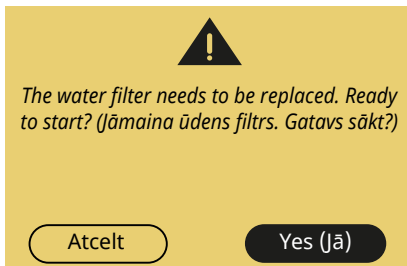 The water filter needs to be replaced. Ready
to start? (Jāmaina ūdens filtrs. Gatavs sākt?)
Atcelt
Yes (Jā)